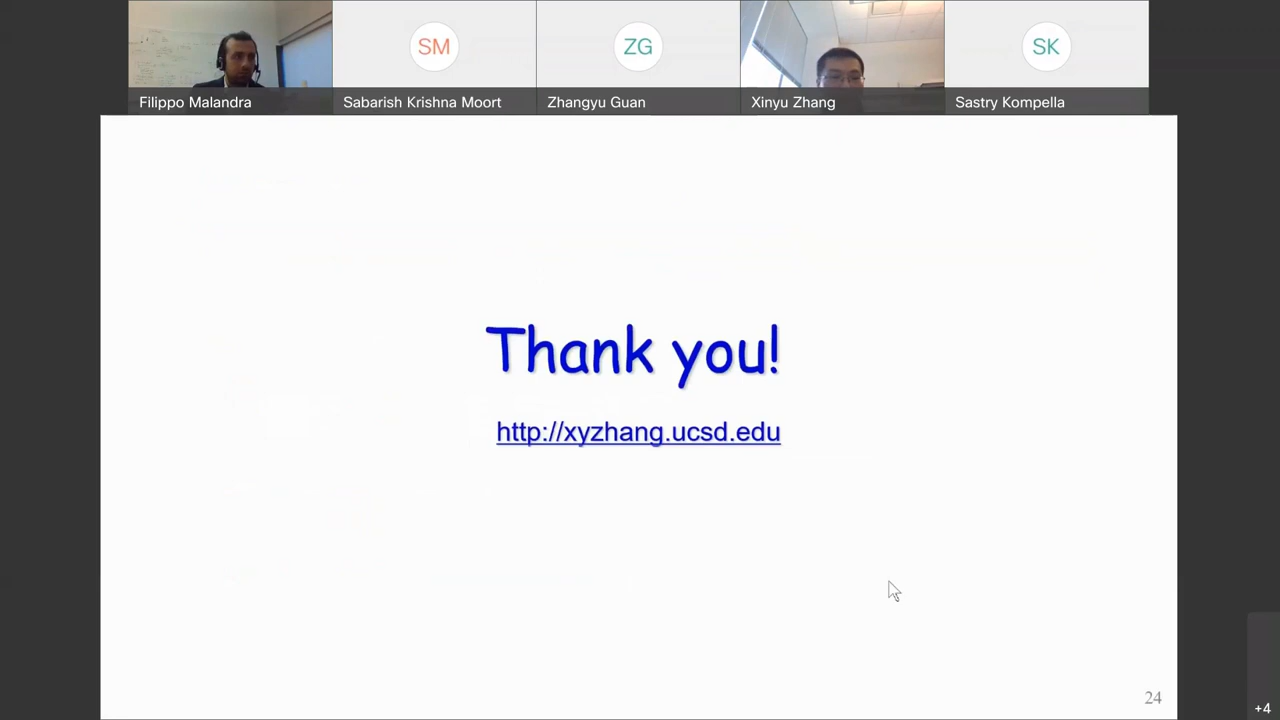 SM
ZG
SK
Filippo Malandra
Sabarish Krishna Moort
Zhangyu Guan
Xinyu Zhang
Sastry Kompella
Thank you!
http://xyzhang.ucsd.edu
24
+4